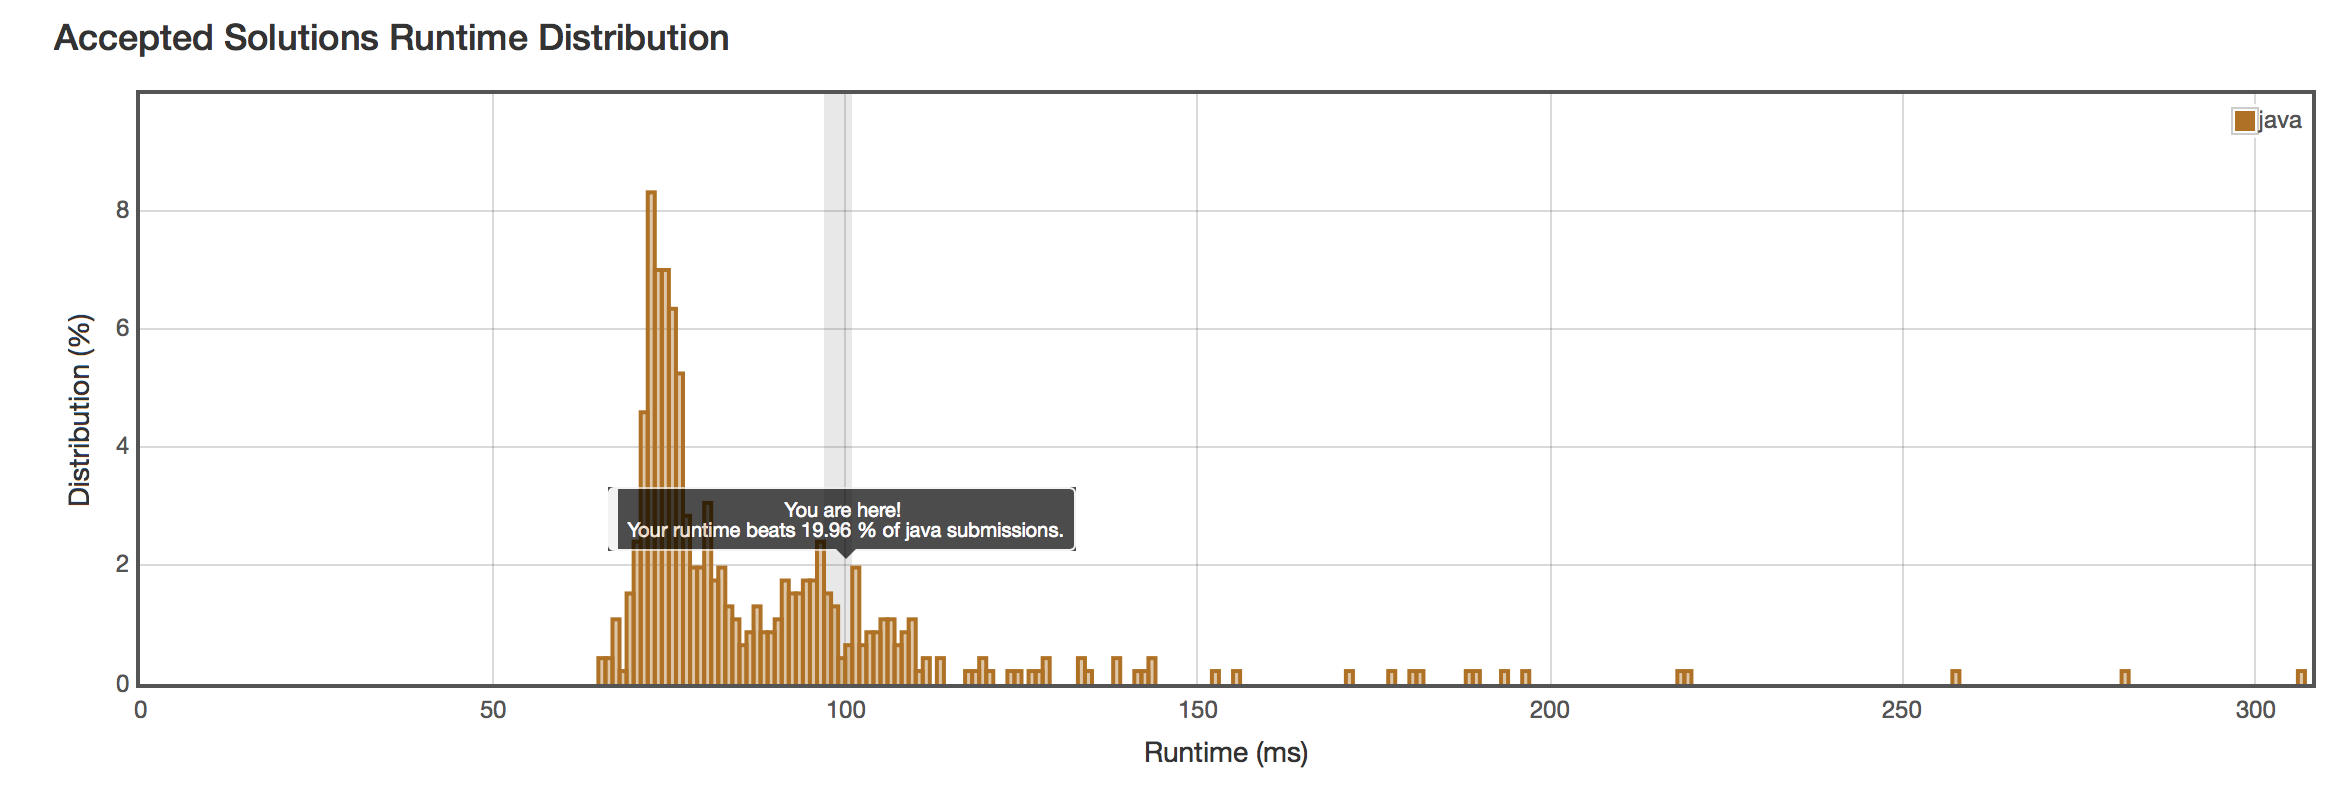 Accepted Solutions Runtime Distribution
java
8
6
4
2
0
Distribution (%)
You are here!
Your runtime beats 19.96 % of java submissions.
0 50 100 150 200 250 300
Runtime (ms)